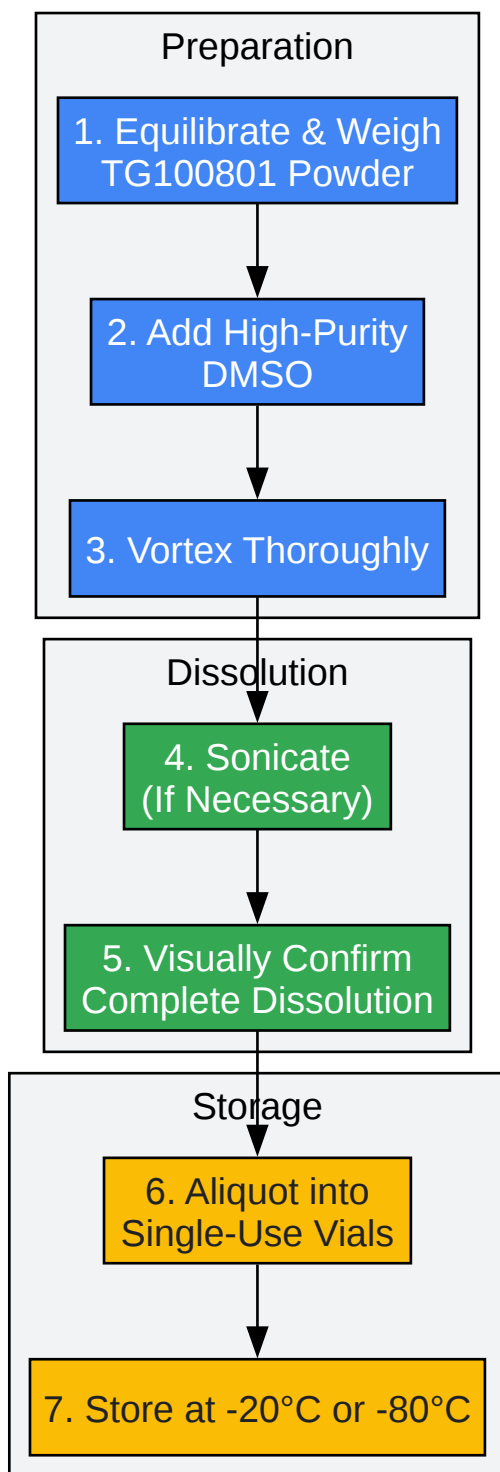 Preparation
1. Equilibrate & Weigh
TG100801 Powder
2. Add High-Purity
DMSO
3. Vortex Thoroughly
Dissolution
4. Sonicate
(If Necessary)
5. Visually Confirm
Complete Dissolution
Storage
6. Aliquot into
Single-Use Vials
7. Store at -20°C or -80°C